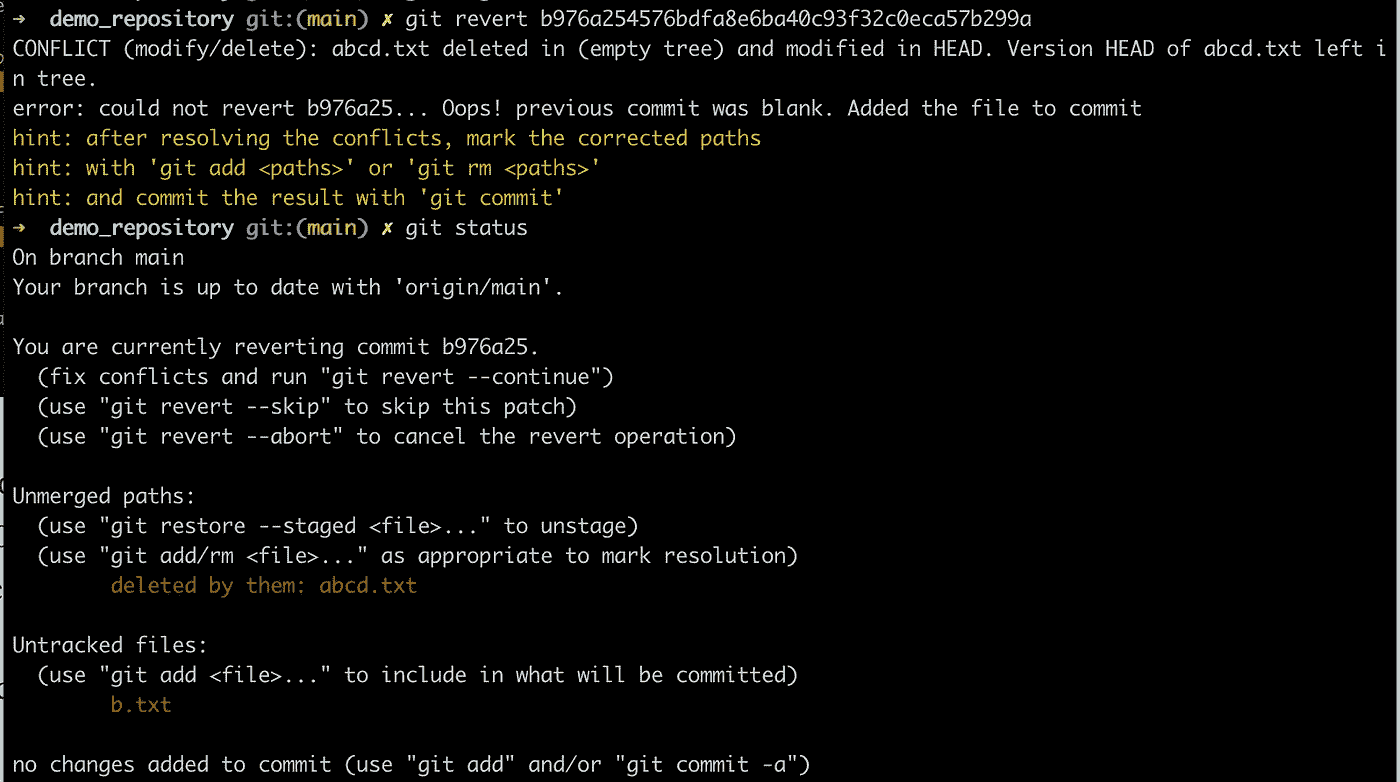 ➜  demo_repository git:(main) ✗ git revert b976a254576bdfa8e6ba40c93f32c0eca57b299a
CONFLICT (modify/delete): abcd.txt deleted in (empty tree) and modified in HEAD. Version HEAD of abcd.txt left i
n tree.
error: could not revert b976a25... Oops! previous commit was blank. Added the file to commit
hint: after resolving the conflicts, mark the corrected paths
hint: with 'git add <paths>' or 'git rm <paths>'
hint: and commit the result with 'git commit'
➜  demo_repository git:(main) ✗ git status
On branch main
Your branch is up to date with 'origin/main'.

You are currently reverting commit b976a25.
  (fix conflicts and run "git revert --continue")
  (use "git revert --skip" to skip this patch)
  (use "git revert --abort" to cancel the revert operation)

Unmerged paths:
  (use "git restore --staged <file>..." to unstage)
  (use "git add/rm <file>..." as appropriate to mark resolution)
        deleted by them: abcd.txt

Untracked files:
  (use "git add <file>..." to include in what will be committed)
        b.txt

no changes added to commit (use "git add" and/or "git commit -a")